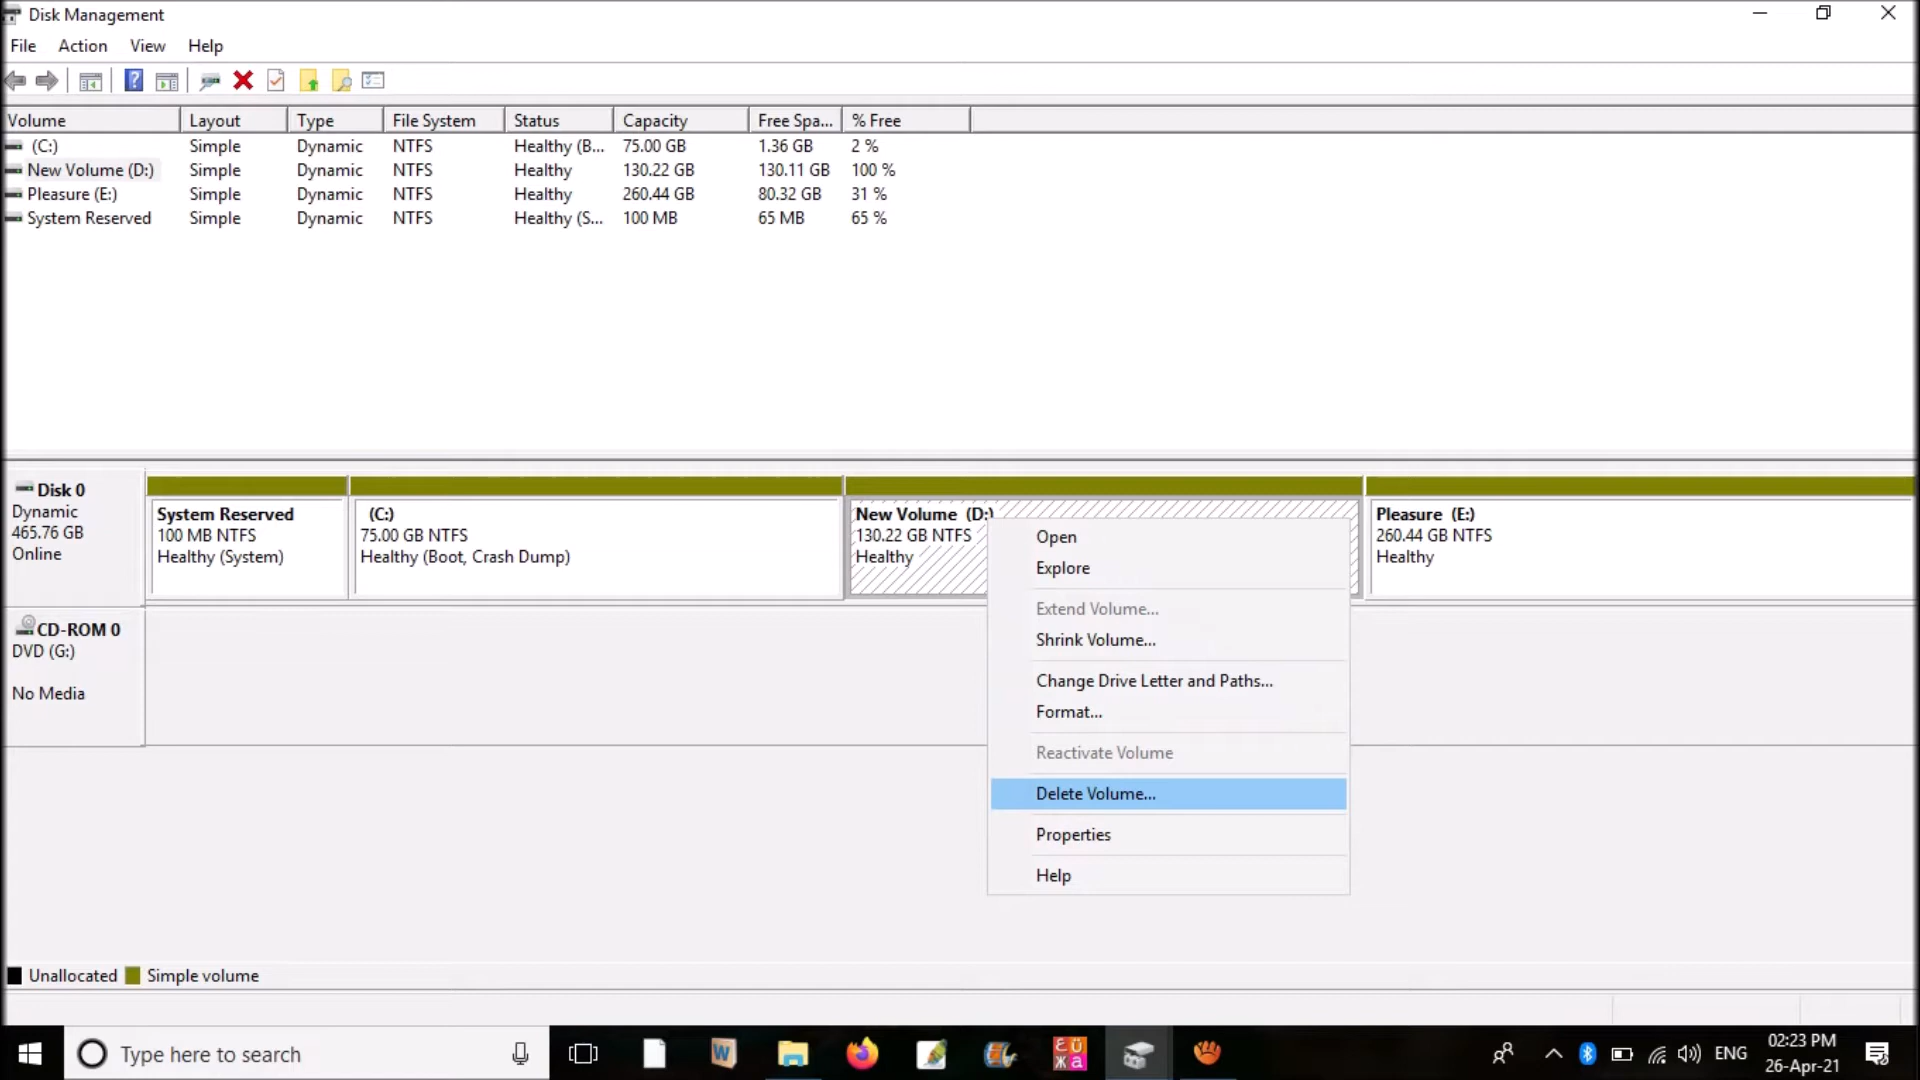 Disk Management
File Action View Help
Volume Layout Type File System Status Capacity Free Spa... % Free
(C:) Simple Dynamic NTFS Healthy (B... 75.00 GB 1.36 GB 2 %
New Volume (D:) Simple Dynamic NTFS Healthy 130.22 GB 130.11 GB 100 %
Pleasure (E:) Simple Dynamic NTFS Healthy 260.44 GB 80.32 GB 31 %
System Reserved Simple Dynamic NTFS Healthy (S... 100 MB 65 MB 65 %
Disk 0
Dynamic
465.76 GB
Online
System Reserved
100 MB NTFS
Healthy (System)
(C:)
75.00 GB NTFS
Healthy (Boot, Crash Dump)
New Volume (D:)
130.22 GB NTFS
Healthy
Pleasure (E:)
260.44 GB NTFS
Healthy
Open
Explore
Extend Volume...
Shrink Volume...
Change Drive Letter and Paths...
Format...
Reactivate Volume
Delete Volume...
Properties
Help
CD-ROM 0
DVD (G:)
No Media
Unallocated Simple volume
Type here to search
W
ЁÜ
ЖА
ENG
02:23 PM
26-Apr-21